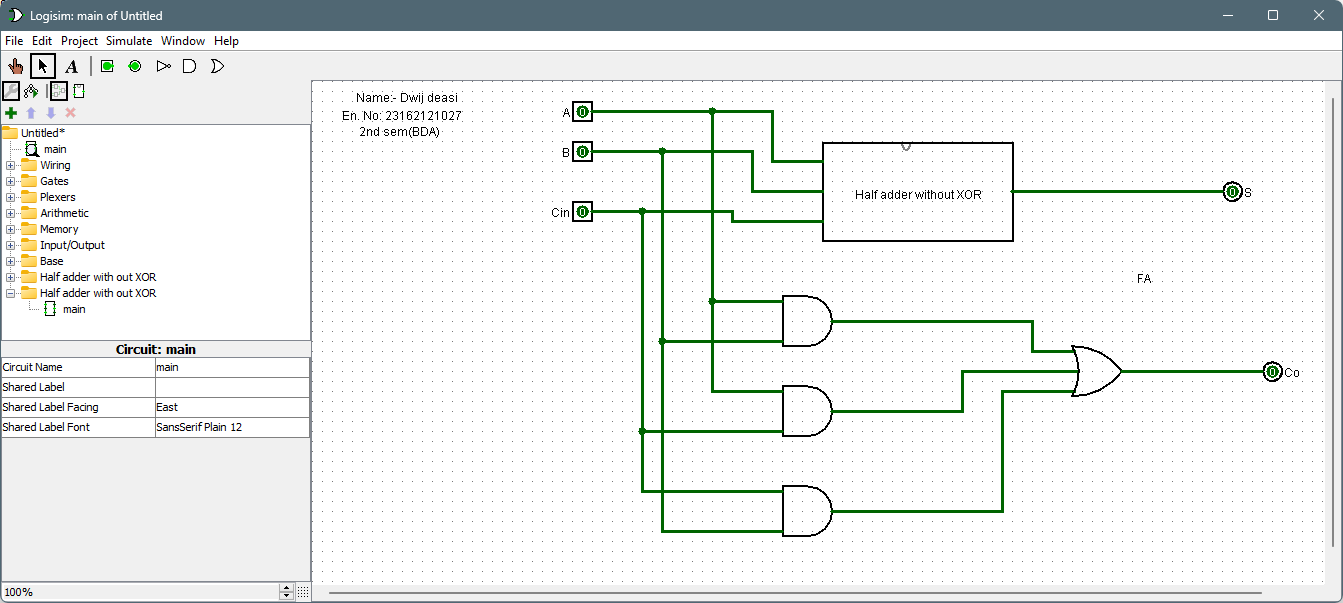 Logisim: main of Untitled
File Edit Project Simulate Window Help
A
Name:- Dwij deasi
En. No: 23162121027
2nd sem(BDA)
Untitled*
main
Wiring
Gates
Plexers
Arithmetic
Memory
Input/Output
Base
Half adder with out XOR
Half adder with out XOR
main
Circuit: main
Circuit Name main
Shared Label
Shared Label Facing East
Shared Label Font SansSerif Plain 12
100%
A 0
B 0
Cin 0
Half adder without XOR
0 S
FA
0 Co